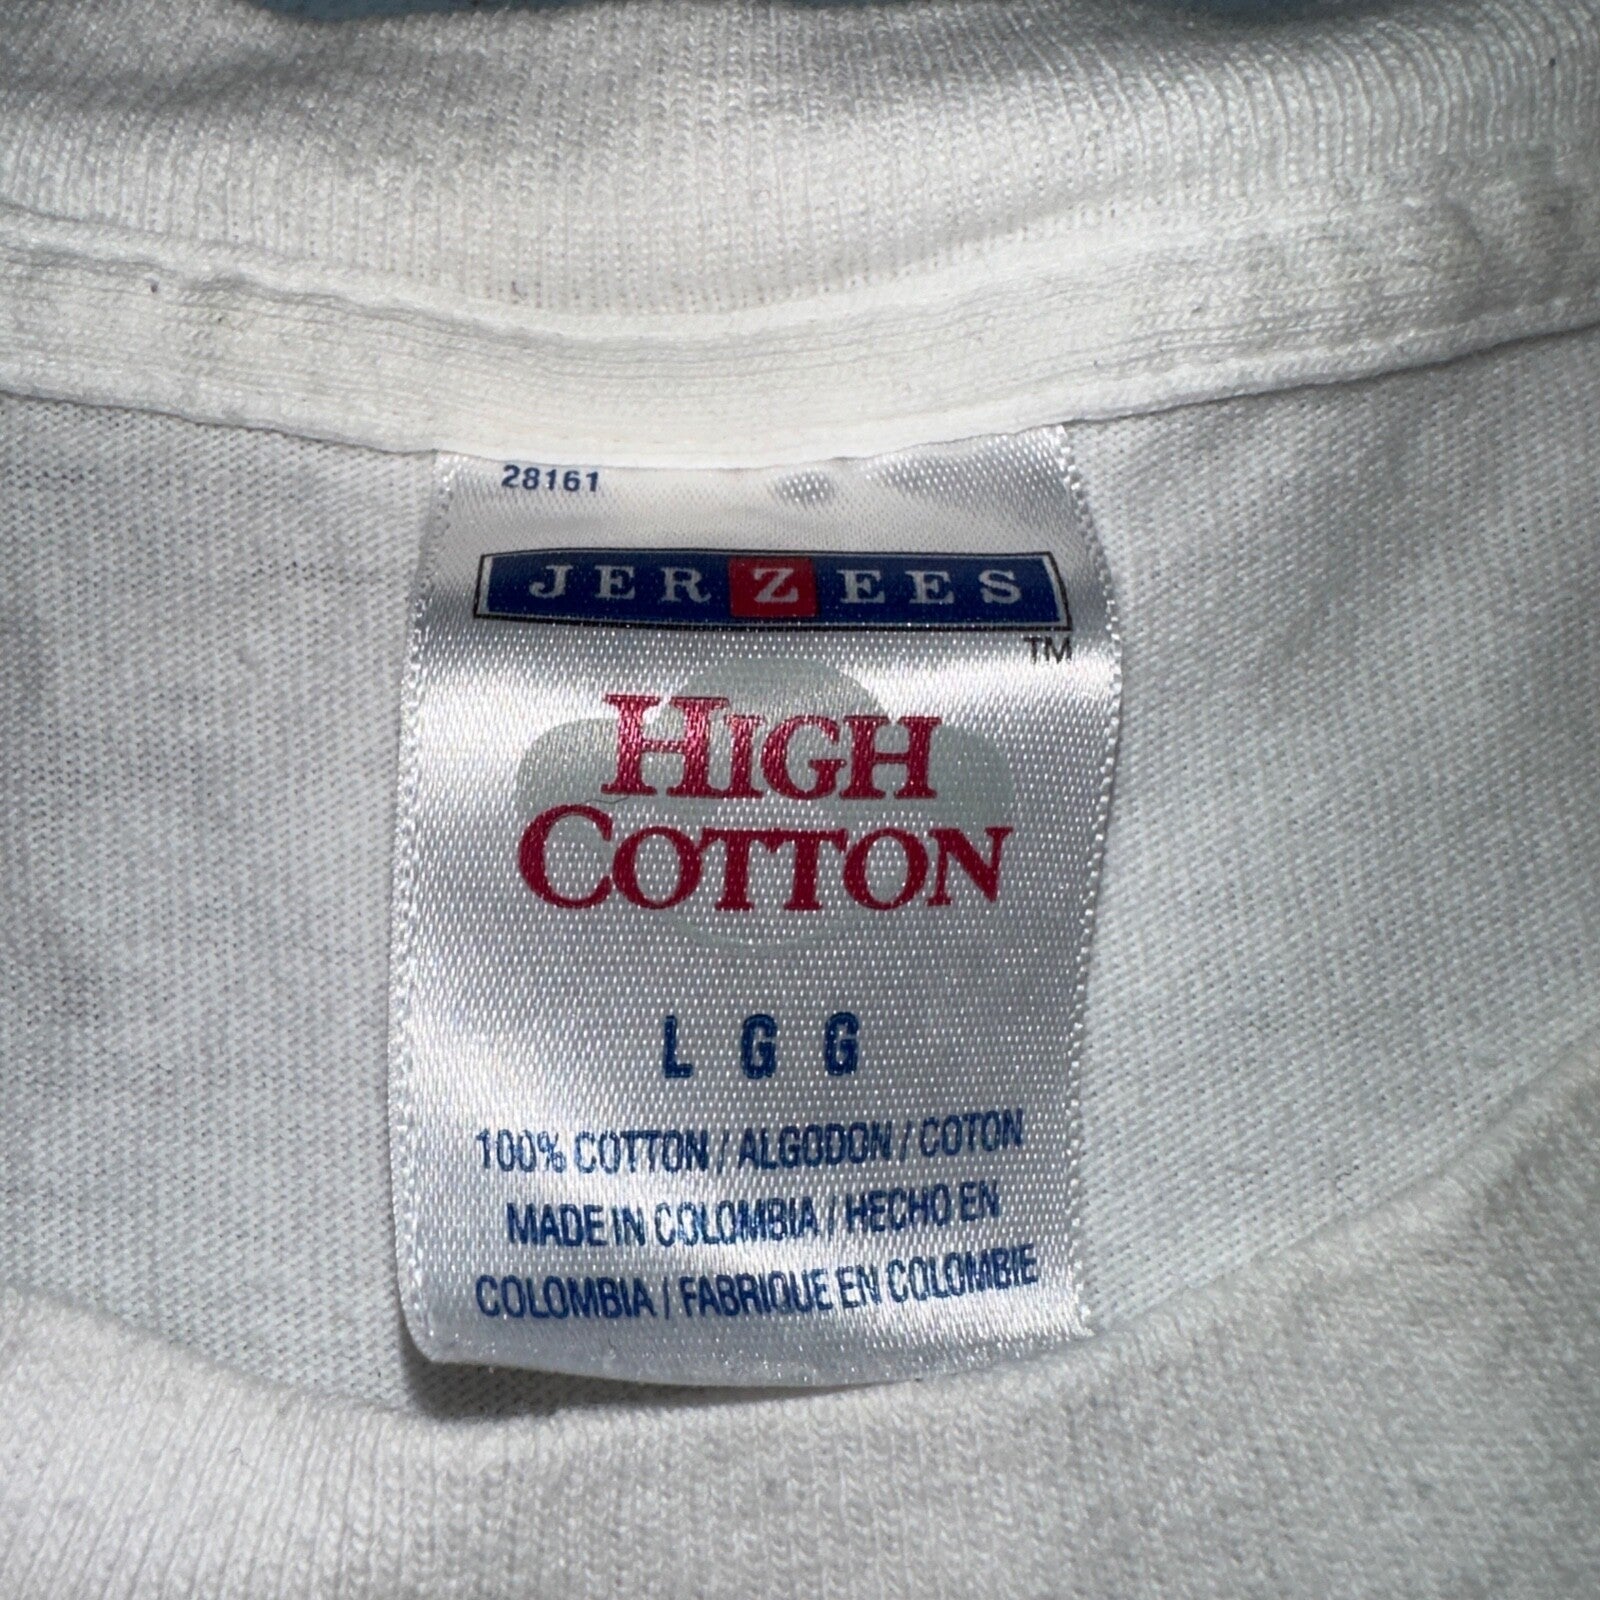 28161
JERZEES
TM
HIGH
COTTON
L G G
100% COTTON / ALGODON / COTON
MADE IN COLOMBIA / HECHO EN
COLOMBIA / FABRIQUE EN COLOMBIE